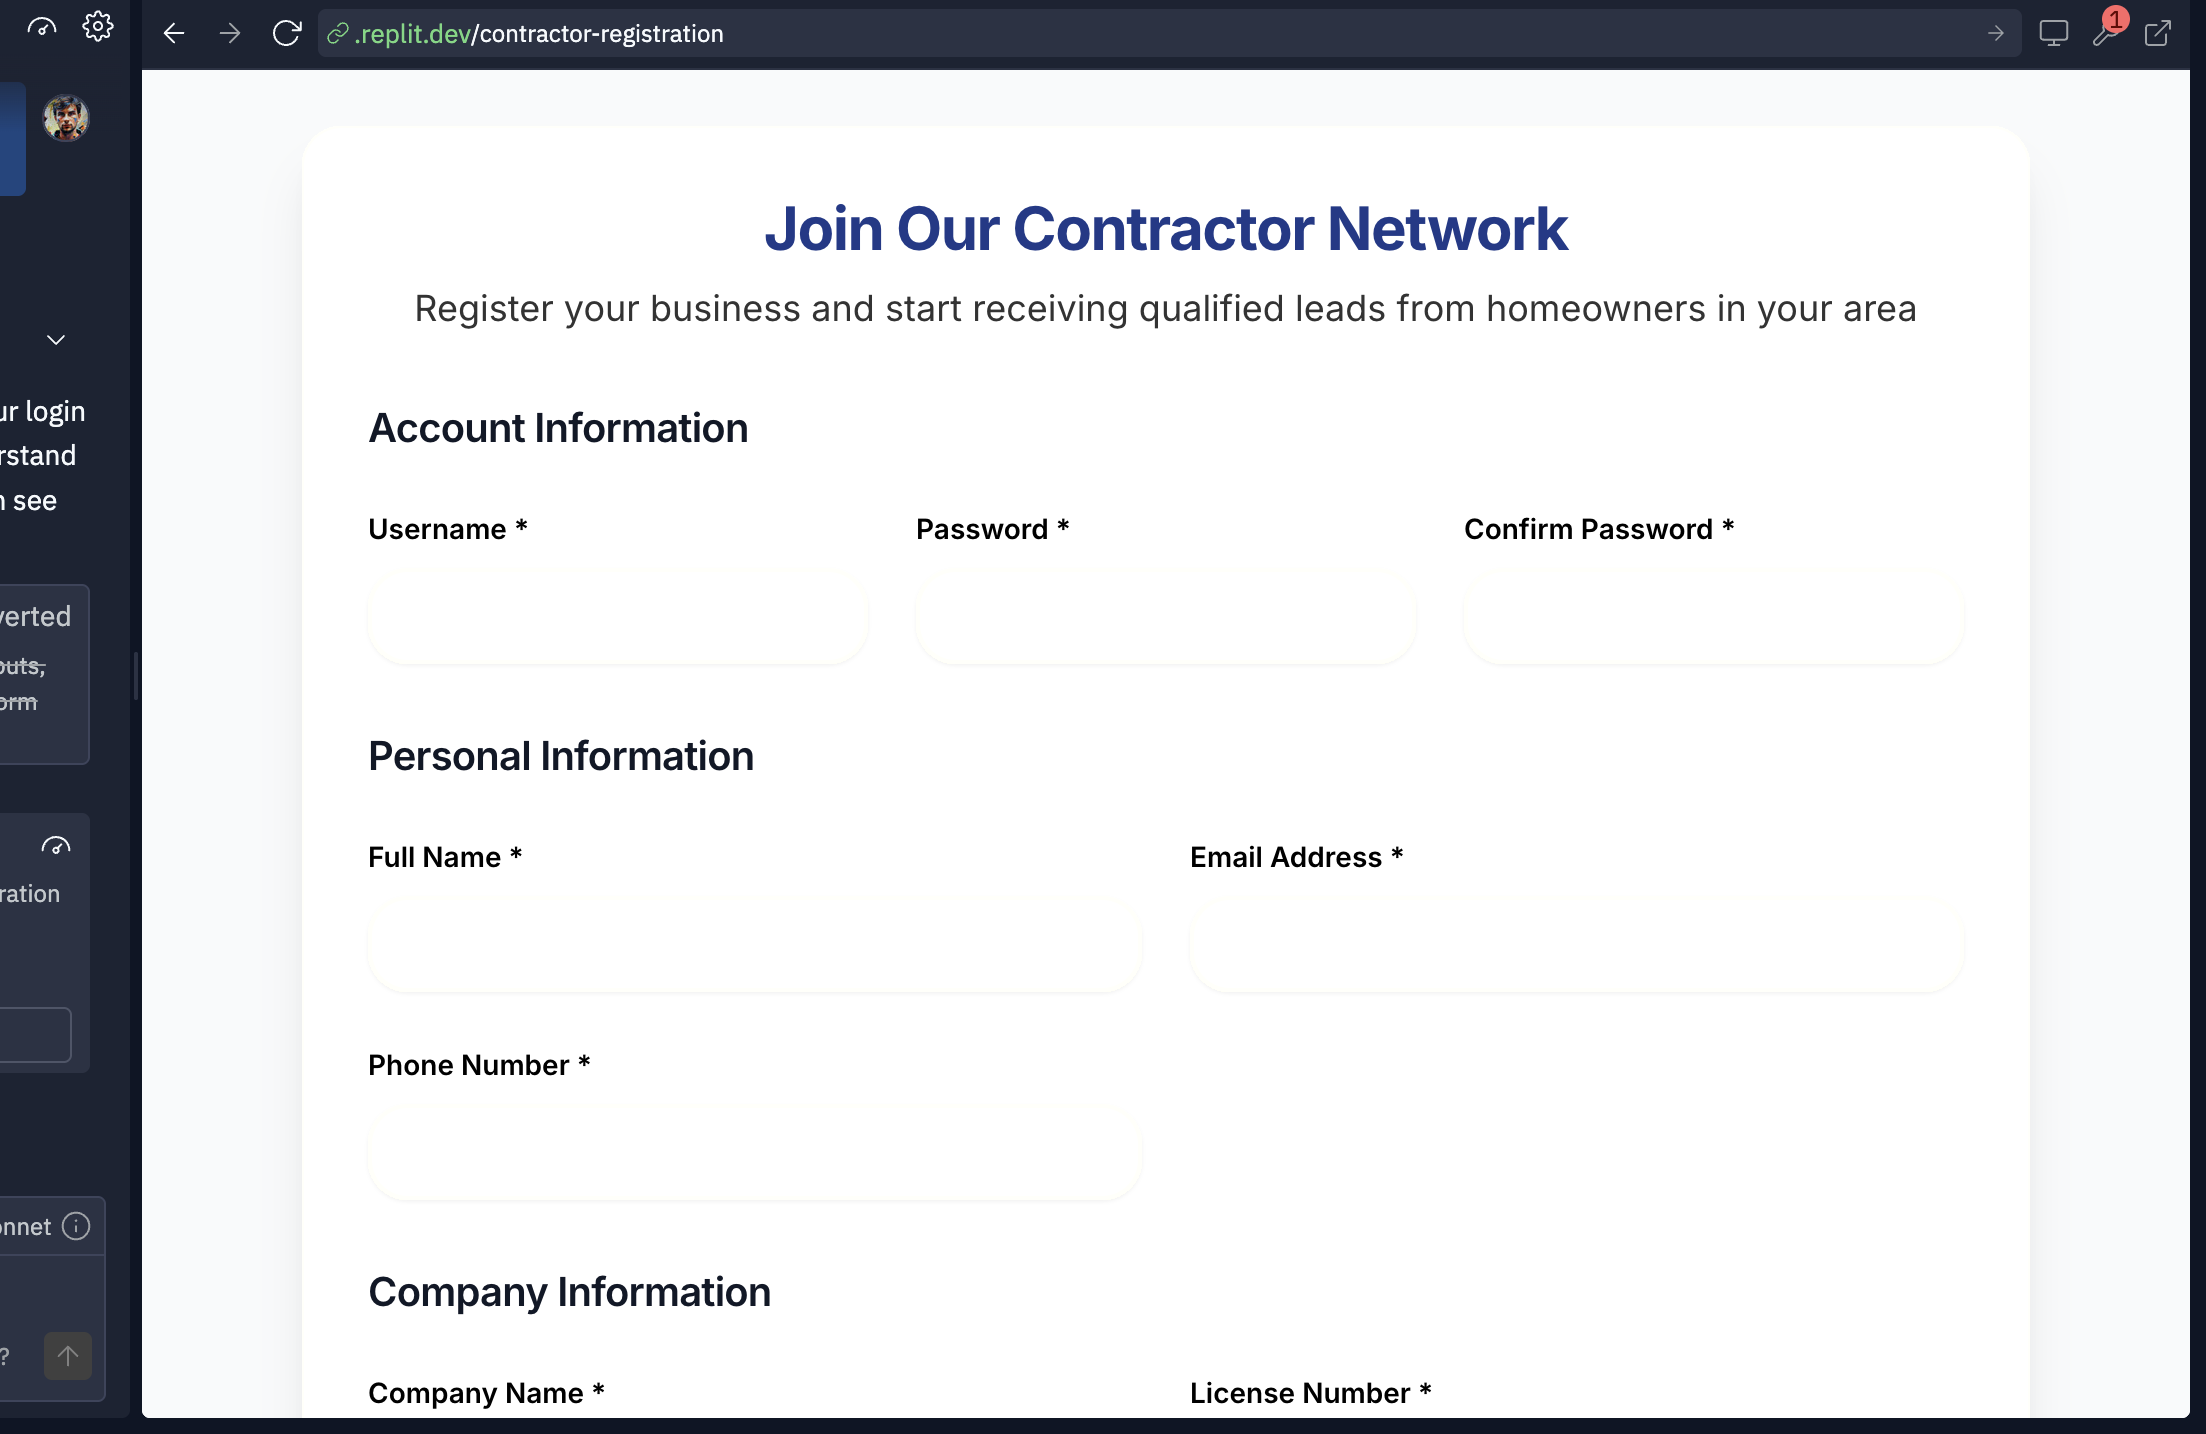 .replit.dev/contractor-registration
1
Join Our Contractor Network
Register your business and start receiving qualified leads from homeowners in your area
Account Information
Username * Password * Confirm Password *
Personal Information
Full Name * Email Address *
Phone Number *
Company Information
Company Name * License Number *
ur login
rstand
n see
verted
outs,
orm
ration
onnet
?